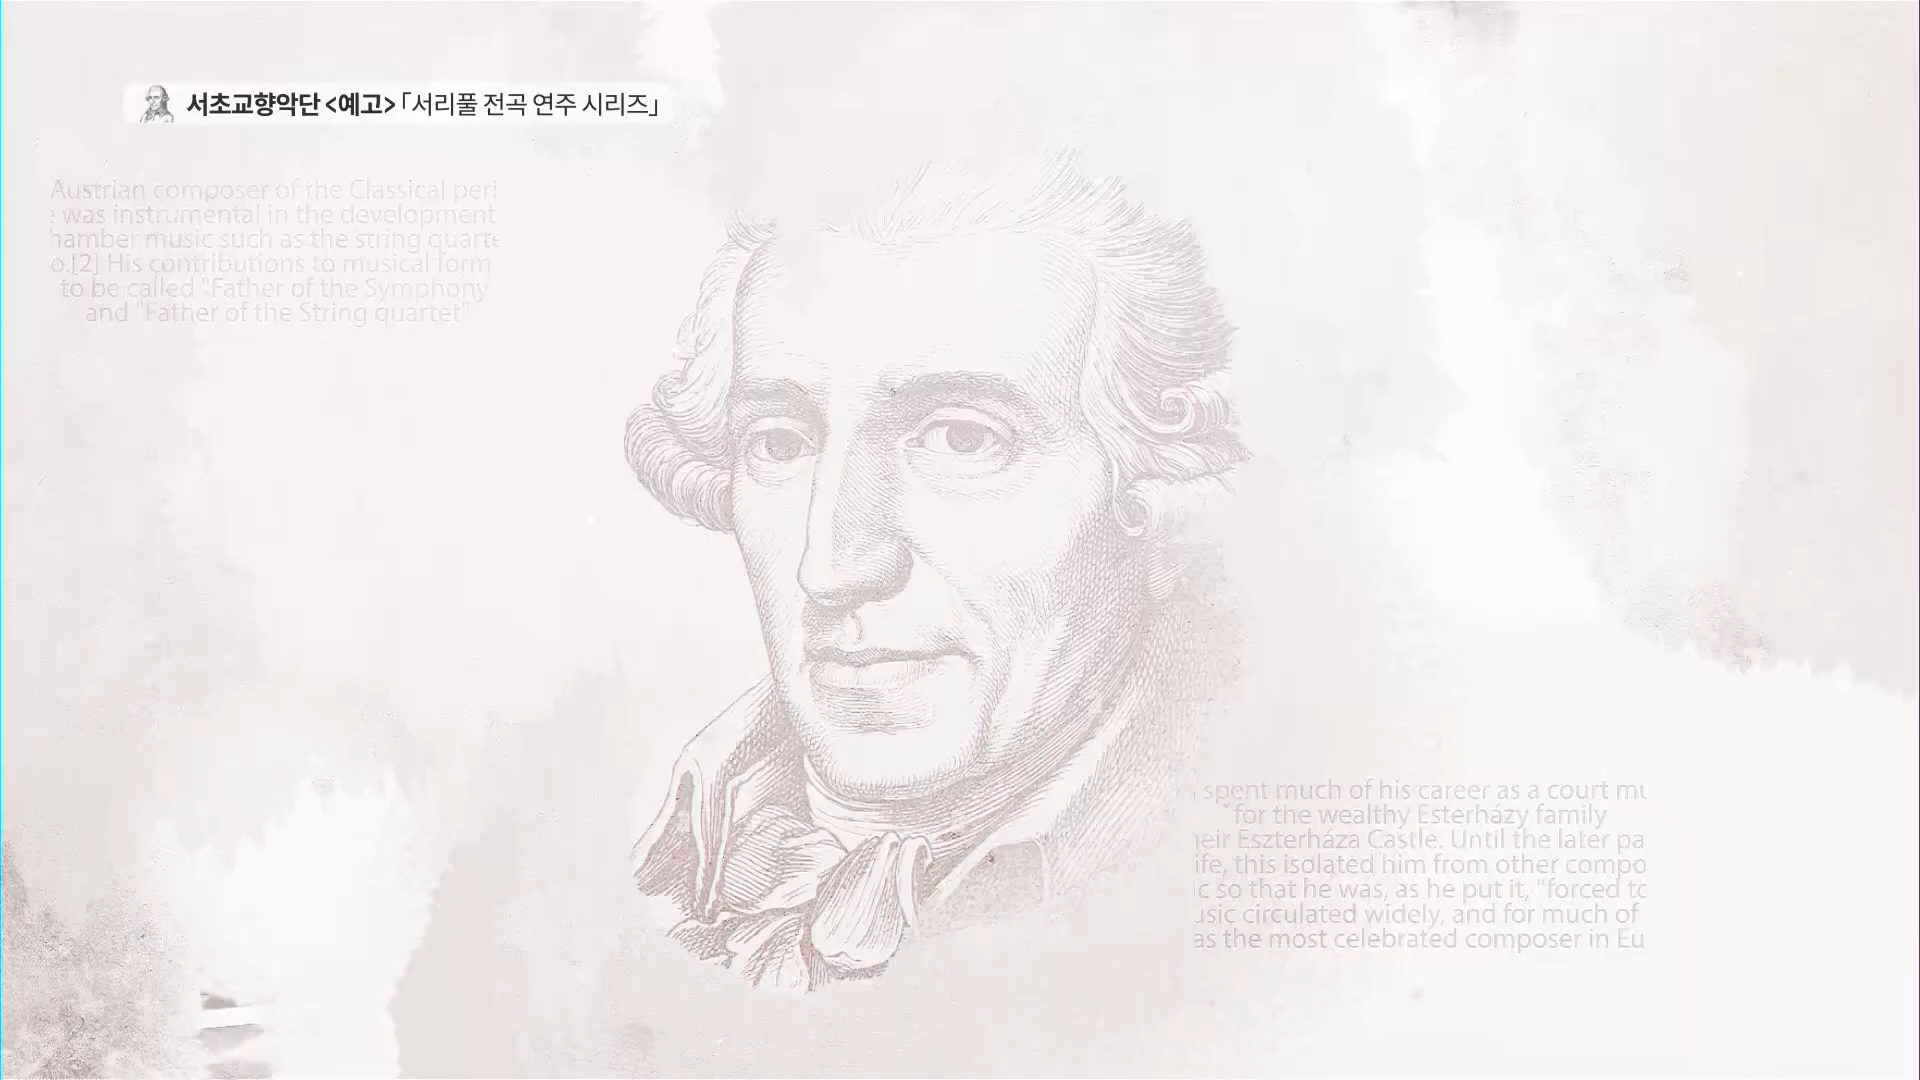 서초교향악단 <예고> 「서리풀 전곡 연주 시리즈」
Austrian composer of the Classical peri
was instrumental in the development
hamber music such as the string quarte
o.[2] His contributions to musical form
to be called "Father of the Symphony
and "Father of the String quartet"
spent much of his career as a court mu
for the wealthy Esterházy family
heir Eszterháza Castle. Until the later pa
ife, this isolated him from other compo
ic so that he was, as he put it, "forced to
usic circulated widely, and for much of
as the most celebrated composer in Eu